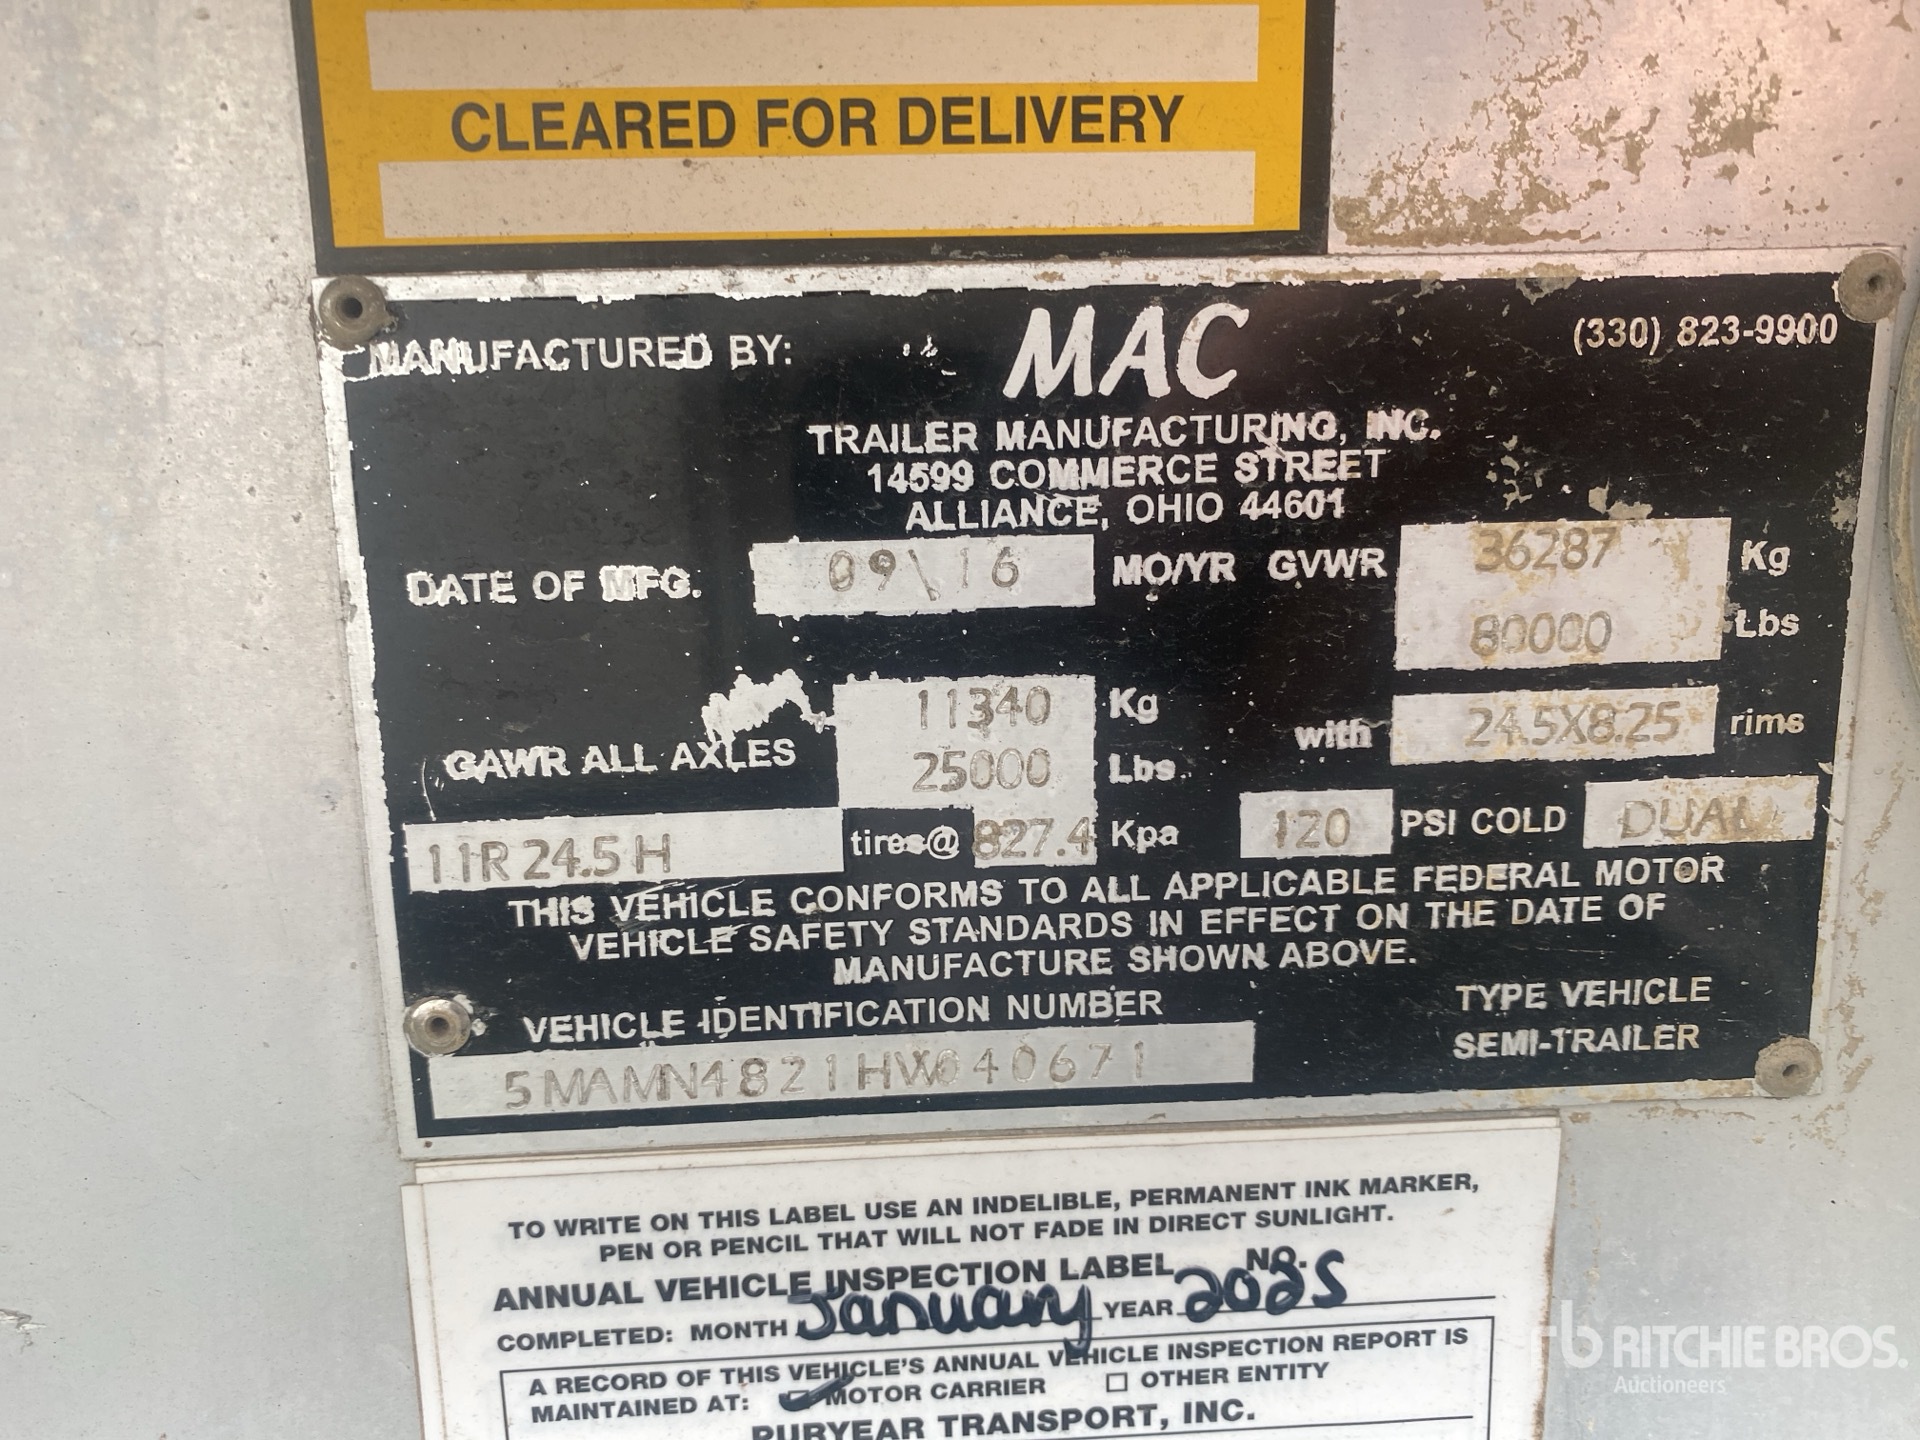 CLEARED FOR DELIVERY
MANUFACTURED BY: MAC (330) 823-9900
TRAILER MANUFACTURING, INC.
14599 COMMERCE STREET
ALLIANCE, OHIO 44601
DATE OF MFG. 09\16 MO/YR GVWR 36287 Kg
80000 Lbs
11340 Kg
GAWR ALL AXLES 25000 Lbs. with 24.5X8.25 rims
11R24.5H tires@ 827.4 Kpa 120 PSI COLD DUAL
THIS VEHICLE CONFORMS TO ALL APPLICABLE FEDERAL MOTOR
VEHICLE SAFETY STANDARDS IN EFFECT ON THE DATE OF
MANUFACTURE SHOWN ABOVE.
VEHICLE IDENTIFICATION NUMBER TYPE VEHICLE
5MAMN4821HW040671 SEMI-TRAILER
TO WRITE ON THIS LABEL USE AN INDELIBLE, PERMANENT INK MARKER,
PEN OR PENCIL THAT WILL NOT FADE IN DIRECT SUNLIGHT.
ANNUAL VEHICLE INSPECTION LABEL NO.
COMPLETED: MONTH January YEAR 2025
A RECORD OF THIS VEHICLE'S ANNUAL VEHICLE INSPECTION REPORT IS
MAINTAINED AT: MOTOR CARRIER OTHER ENTITY
PURYEAR TRANSPORT, INC.
rb RITCHIE BROS.
Auctioneers